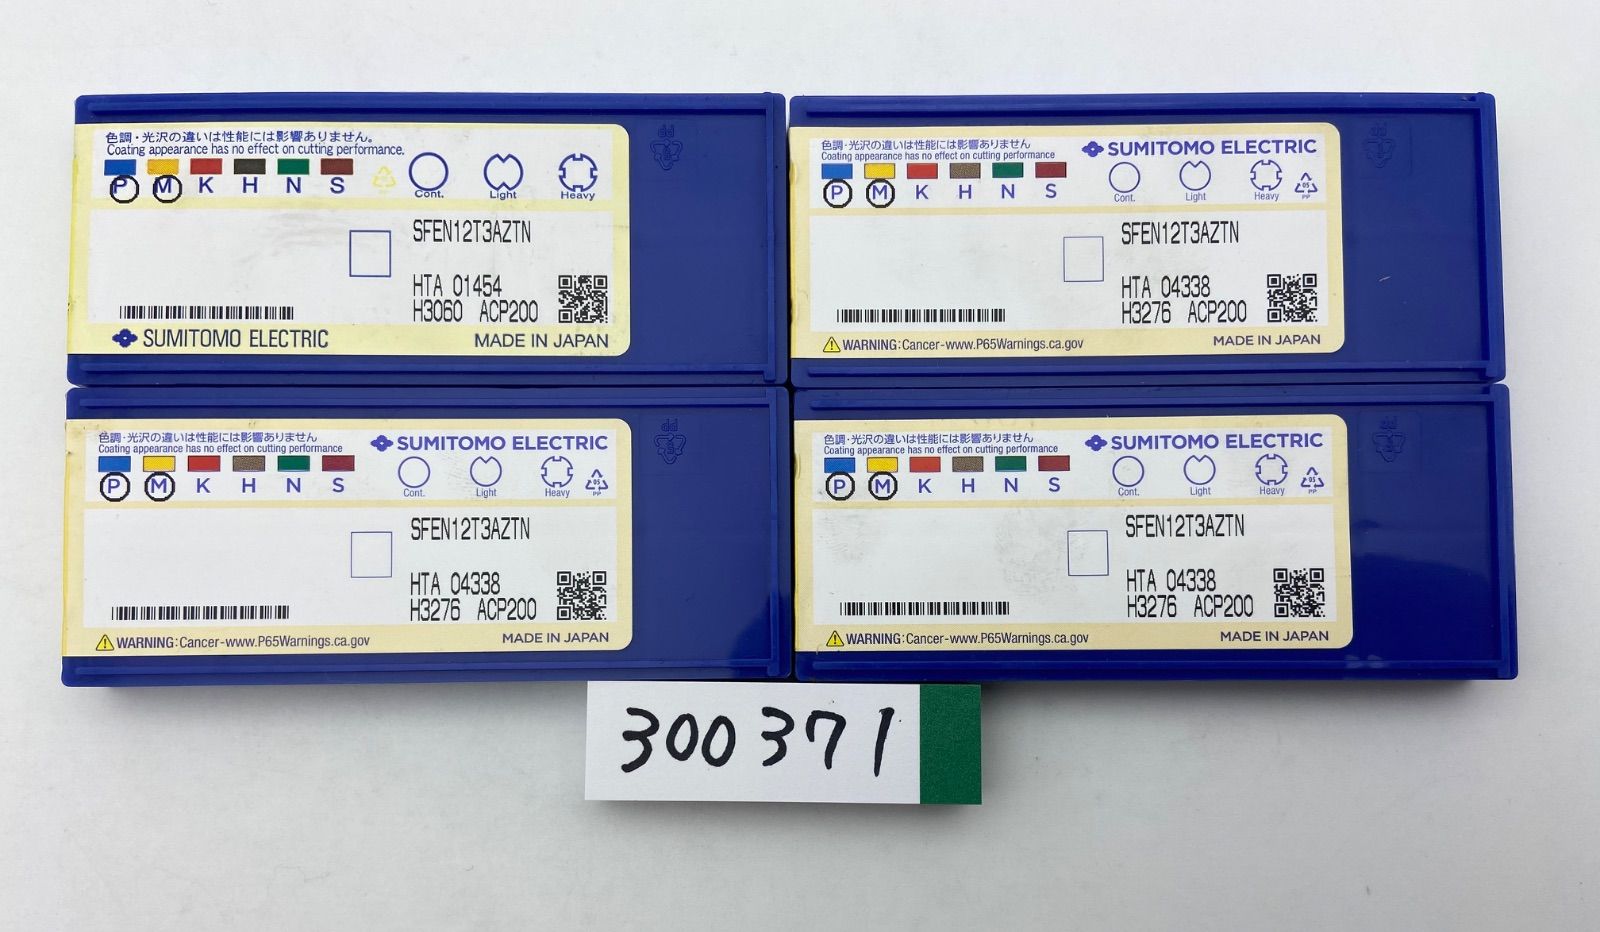 色調・光沢の違いは性能には影響ありません。
Coating appearance has no effect on cutting performance.
P M K H N S
Cont. Light Heavy
SFEN12T3AZTN
HTA 01454
H3060 ACP200
SUMITOMO ELECTRIC MADE IN JAPAN
色調・光沢の違いは性能には影響ありません
Coating appearance has no effect on cutting performance
SUMITOMO ELECTRIC
P M K H N S
Cont. Light Heavy
05
PP
SFEN12T3AZTN
HTA 04338
H3276 ACP200
WARNING:Cancer-www.P65Warnings.ca.gov MADE IN JAPAN
PP
色調・光沢の違いは性能には影響ありません
Coating appearance has no effect on cutting performance
SUMITOMO ELECTRIC
P M K H N S
Cont. Light Heavy
05
PP
SFEN12T3AZTN
HTA 04338
H3276 ACP200
WARNING:Cancer-www.P65Warnings.ca.gov MADE IN JAPAN
PP
色調・光沢の違いは性能には影響ありません
Coating appearance has no effect on cutting performance
SUMITOMO ELECTRIC
P M K H N S
Cont. Light Heavy
05
PP
SFEN12T3AZTN
HTA 04338
H3276 ACP200
WARNING:Cancer-www.P65Warnings.ca.gov MADE IN JAPAN
PP
300371